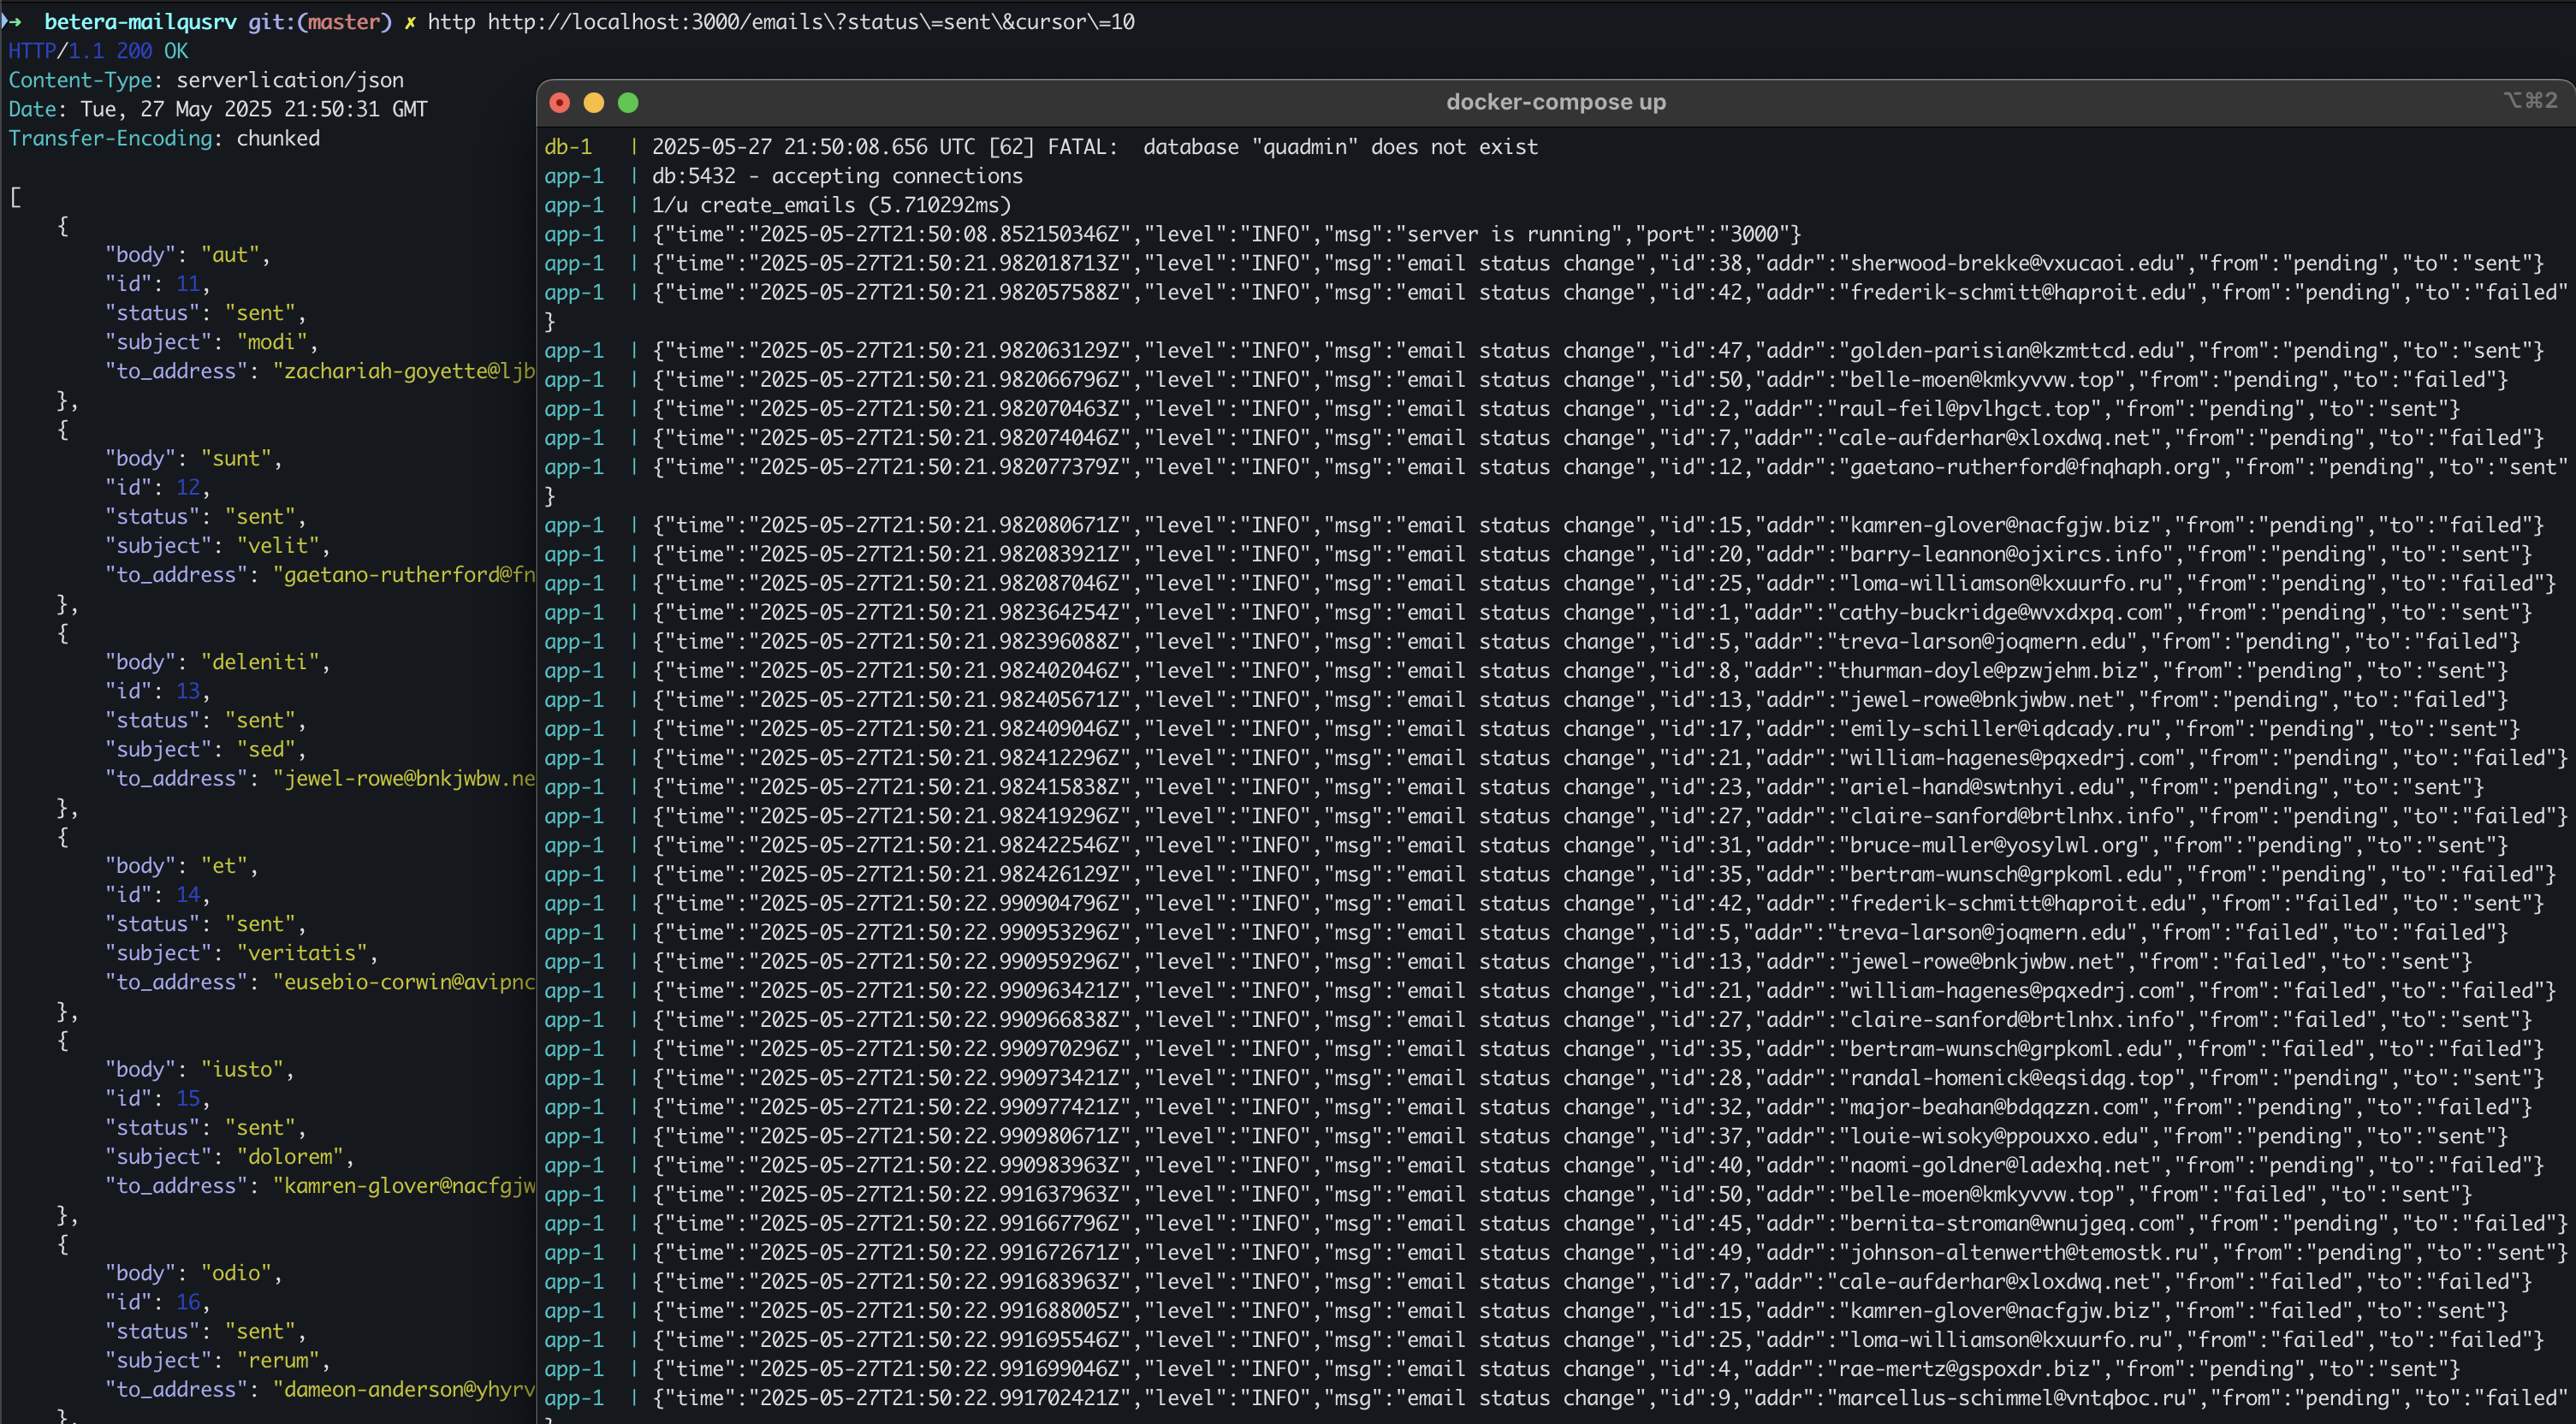 ➜ betera-mailqusrv git:(master) ✗ http http://localhost:3000/emails\?status\=sent\&cursor\=10
HTTP/1.1 200 OK
Content-Type: serverlication/json
Date: Tue, 27 May 2025 21:50:31 GMT
Transfer-Encoding: chunked
[
{
"body": "aut",
"id": 11,
"status": "sent",
"subject": "modi",
"to_address": "zachariah-goyette@ljb
},
{
"body": "sunt",
"id": 12,
"status": "sent",
"subject": "velit",
"to_address": "gaetano-rutherford@fn
},
{
"body": "deleniti",
"id": 13,
"status": "sent",
"subject": "sed",
"to_address": "jewel-rowe@bnkjwbw.ne
},
{
"body": "et",
"id": 14,
"status": "sent",
"subject": "veritatis",
"to_address": "eusebio-corwin@avipnc
},
{
"body": "iusto",
"id": 15,
"status": "sent",
"subject": "dolorem",
"to_address": "kamren-glover@nacfgjw
},
{
"body": "odio",
"id": 16,
"status": "sent",
"subject": "rerum",
"to_address": "dameon-anderson@yhyrv
},
docker-compose up
⌥⌘2
db-1 | 2025-05-27 21:50:08.656 UTC [62] FATAL: database "quadmin" does not exist
app-1 | db:5432 - accepting connections
app-1 | 1/u create_emails (5.710292ms)
app-1 | {"time":"2025-05-27T21:50:08.852150346Z","level":"INFO","msg":"server is running","port":"3000"}
app-1 | {"time":"2025-05-27T21:50:21.982018713Z","level":"INFO","msg":"email status change","id":38,"addr":"sherwood-brekke@vxucaoi.edu","from":"pending","to":"sent"}
app-1 | {"time":"2025-05-27T21:50:21.982057588Z","level":"INFO","msg":"email status change","id":42,"addr":"frederik-schmitt@haproit.edu","from":"pending","to":"failed"
}
app-1 | {"time":"2025-05-27T21:50:21.982063129Z","level":"INFO","msg":"email status change","id":47,"addr":"golden-parisian@kzmttcd.edu","from":"pending","to":"sent"}
app-1 | {"time":"2025-05-27T21:50:21.982066796Z","level":"INFO","msg":"email status change","id":50,"addr":"belle-moen@kmkyvvw.top","from":"pending","to":"failed"}
app-1 | {"time":"2025-05-27T21:50:21.982070463Z","level":"INFO","msg":"email status change","id":2,"addr":"raul-feil@pvlhgct.top","from":"pending","to":"sent"}
app-1 | {"time":"2025-05-27T21:50:21.982074046Z","level":"INFO","msg":"email status change","id":7,"addr":"cale-aufderhar@xloxdwq.net","from":"pending","to":"failed"}
app-1 | {"time":"2025-05-27T21:50:21.982077379Z","level":"INFO","msg":"email status change","id":12,"addr":"gaetano-rutherford@fnqhaph.org","from":"pending","to":"sent"
}
app-1 | {"time":"2025-05-27T21:50:21.982080671Z","level":"INFO","msg":"email status change","id":15,"addr":"kamren-glover@nacfgjw.biz","from":"pending","to":"failed"}
app-1 | {"time":"2025-05-27T21:50:21.982083921Z","level":"INFO","msg":"email status change","id":20,"addr":"barry-leannon@ojxircs.info","from":"pending","to":"sent"}
app-1 | {"time":"2025-05-27T21:50:21.982087046Z","level":"INFO","msg":"email status change","id":25,"addr":"loma-williamson@kxuurfo.ru","from":"pending","to":"failed"}
app-1 | {"time":"2025-05-27T21:50:21.982364254Z","level":"INFO","msg":"email status change","id":1,"addr":"cathy-buckridge@wvxdxpq.com","from":"pending","to":"sent"}
app-1 | {"time":"2025-05-27T21:50:21.982396088Z","level":"INFO","msg":"email status change","id":5,"addr":"treva-larson@joqmern.edu","from":"pending","to":"failed"}
app-1 | {"time":"2025-05-27T21:50:21.982402046Z","level":"INFO","msg":"email status change","id":8,"addr":"thurman-doyle@pzwjehm.biz","from":"pending","to":"sent"}
app-1 | {"time":"2025-05-27T21:50:21.982405671Z","level":"INFO","msg":"email status change","id":13,"addr":"jewel-rowe@bnkjwbw.net","from":"pending","to":"failed"}
app-1 | {"time":"2025-05-27T21:50:21.982409046Z","level":"INFO","msg":"email status change","id":17,"addr":"emily-schiller@iqdcady.ru","from":"pending","to":"sent"}
app-1 | {"time":"2025-05-27T21:50:21.982412296Z","level":"INFO","msg":"email status change","id":21,"addr":"william-hagenes@pqxedrj.com","from":"pending","to":"failed"}
app-1 | {"time":"2025-05-27T21:50:21.982415838Z","level":"INFO","msg":"email status change","id":23,"addr":"ariel-hand@swtnhyi.edu","from":"pending","to":"sent"}
app-1 | {"time":"2025-05-27T21:50:21.982419296Z","level":"INFO","msg":"email status change","id":27,"addr":"claire-sanford@brtlnhx.info","from":"pending","to":"failed"}
app-1 | {"time":"2025-05-27T21:50:21.982422546Z","level":"INFO","msg":"email status change","id":31,"addr":"bruce-muller@yosylwl.org","from":"pending","to":"sent"}
app-1 | {"time":"2025-05-27T21:50:21.982426129Z","level":"INFO","msg":"email status change","id":35,"addr":"bertram-wunsch@grpkoml.edu","from":"pending","to":"failed"}
app-1 | {"time":"2025-05-27T21:50:22.990904796Z","level":"INFO","msg":"email status change","id":42,"addr":"frederik-schmitt@haproit.edu","from":"failed","to":"sent"}
app-1 | {"time":"2025-05-27T21:50:22.990953296Z","level":"INFO","msg":"email status change","id":5,"addr":"treva-larson@joqmern.edu","from":"failed","to":"failed"}
app-1 | {"time":"2025-05-27T21:50:22.990959296Z","level":"INFO","msg":"email status change","id":13,"addr":"jewel-rowe@bnkjwbw.net","from":"failed","to":"sent"}
app-1 | {"time":"2025-05-27T21:50:22.990963421Z","level":"INFO","msg":"email status change","id":21,"addr":"william-hagenes@pqxedrj.com","from":"failed","to":"failed"}
app-1 | {"time":"2025-05-27T21:50:22.990966838Z","level":"INFO","msg":"email status change","id":27,"addr":"claire-sanford@brtlnhx.info","from":"failed","to":"sent"}
app-1 | {"time":"2025-05-27T21:50:22.990970296Z","level":"INFO","msg":"email status change","id":35,"addr":"bertram-wunsch@grpkoml.edu","from":"failed","to":"failed"}
app-1 | {"time":"2025-05-27T21:50:22.990973421Z","level":"INFO","msg":"email status change","id":28,"addr":"randal-homenick@eqsidqg.top","from":"pending","to":"sent"}
app-1 | {"time":"2025-05-27T21:50:22.990977421Z","level":"INFO","msg":"email status change","id":32,"addr":"major-beahan@bdqqzzn.com","from":"pending","to":"failed"}
app-1 | {"time":"2025-05-27T21:50:22.990980671Z","level":"INFO","msg":"email status change","id":37,"addr":"louie-wisoky@ppouxxo.edu","from":"pending","to":"sent"}
app-1 | {"time":"2025-05-27T21:50:22.990983963Z","level":"INFO","msg":"email status change","id":40,"addr":"naomi-goldner@ladexhq.net","from":"pending","to":"failed"}
app-1 | {"time":"2025-05-27T21:50:22.991637963Z","level":"INFO","msg":"email status change","id":50,"addr":"belle-moen@kmkyvvw.top","from":"failed","to":"sent"}
app-1 | {"time":"2025-05-27T21:50:22.991667796Z","level":"INFO","msg":"email status change","id":45,"addr":"bernita-stroman@wnujgeq.com","from":"pending","to":"failed"}
app-1 | {"time":"2025-05-27T21:50:22.991672671Z","level":"INFO","msg":"email status change","id":49,"addr":"johnson-altenwerth@temostk.ru","from":"pending","to":"sent"}
app-1 | {"time":"2025-05-27T21:50:22.991683963Z","level":"INFO","msg":"email status change","id":7,"addr":"cale-aufderhar@xloxdwq.net","from":"failed","to":"failed"}
app-1 | {"time":"2025-05-27T21:50:22.991688005Z","level":"INFO","msg":"email status change","id":15,"addr":"kamren-glover@nacfgjw.biz","from":"failed","to":"sent"}
app-1 | {"time":"2025-05-27T21:50:22.991695546Z","level":"INFO","msg":"email status change","id":25,"addr":"loma-williamson@kxuurfo.ru","from":"failed","to":"failed"}
app-1 | {"time":"2025-05-27T21:50:22.991699046Z","level":"INFO","msg":"email status change","id":4,"addr":"rae-mertz@gspoxdr.biz","from":"pending","to":"sent"}
app-1 | {"time":"2025-05-27T21:50:22.991702421Z","level":"INFO","msg":"email status change","id":9,"addr":"marcellus-schimmel@vntqboc.ru","from":"pending","to":"failed"
}